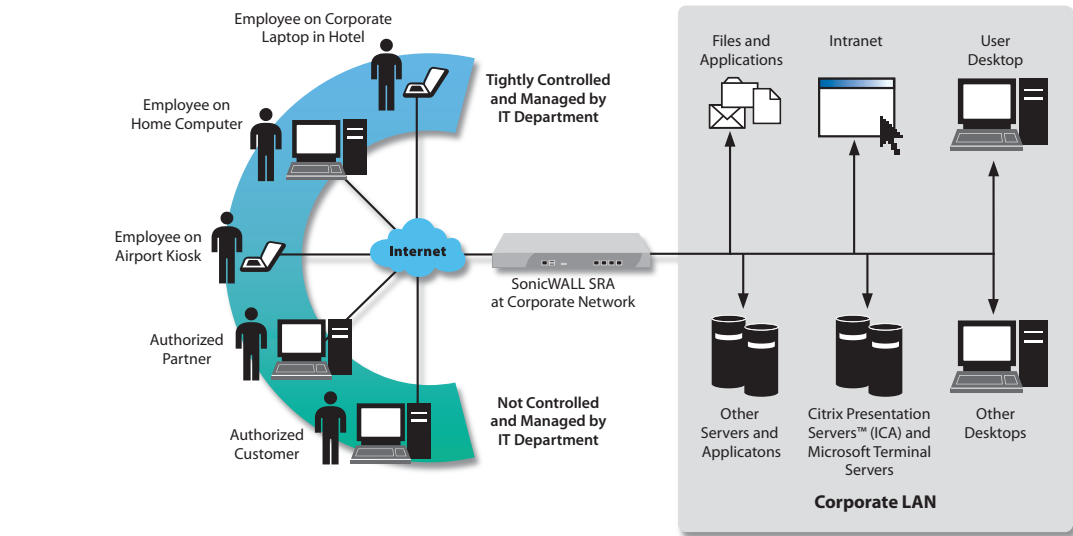 Employee on Corporate
Laptop in Hotel
Tightly Controlled
and Managed by
IT Department
Employee on
Home Computer
Employee on
Airport Kiosk
Internet
SonicWALL SRA
at Corporate Network
Authorized
Partner
Not Controlled
and Managed by
IT Department
Authorized
Customer
Files and
Applications
Intranet
User
Desktop
Other
Servers and
Applicatons
Citrix Presentation
Servers™ (ICA) and
Microsoft Terminal
Servers
Other
Desktops
Corporate LAN